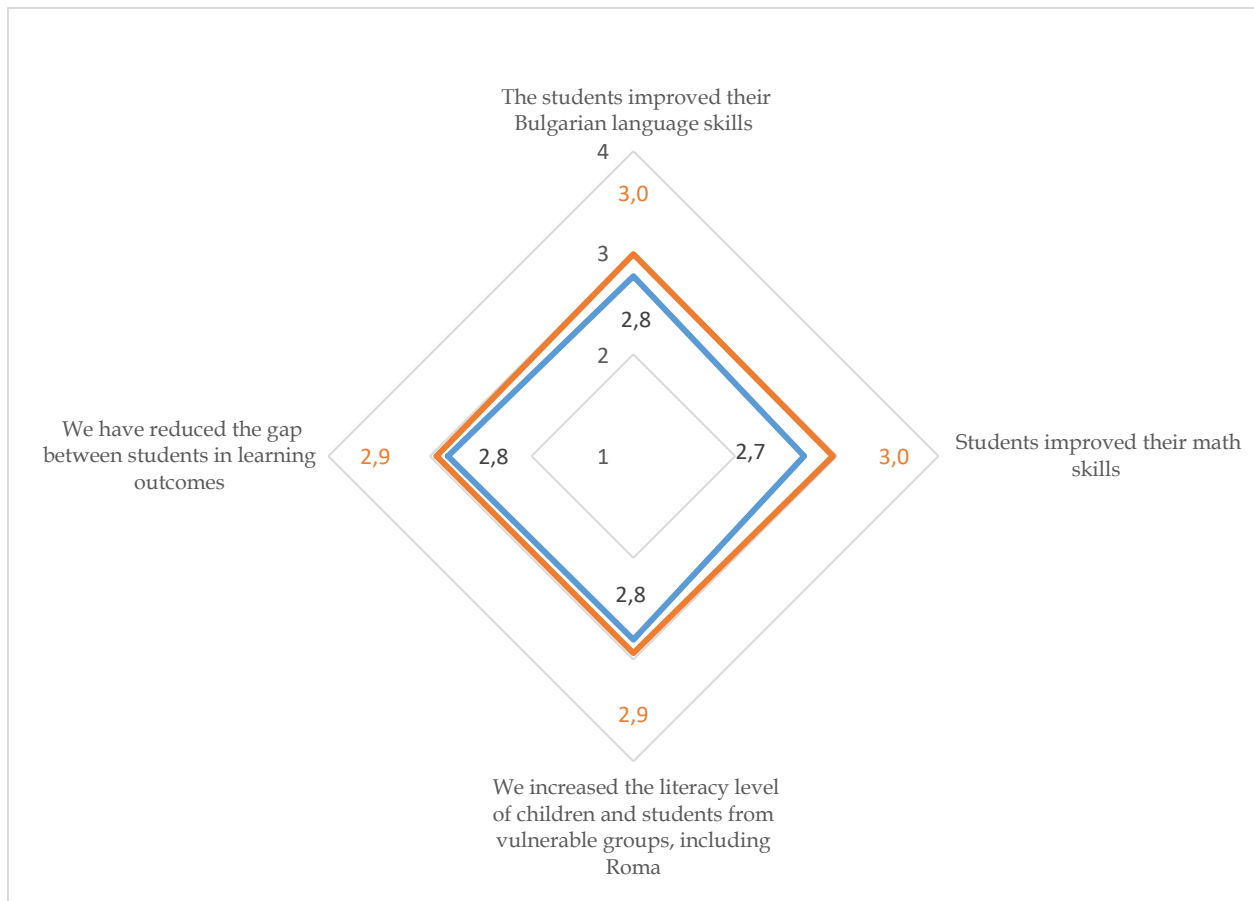 The students improved their
Bulgarian language skills
4
3,0
3
2,8
2
We have reduced the gap
between students in learning
outcomes
2,9
2,8
1
2,7
3,0
Students improved their math
skills
2,8
2,9
We increased the literacy level
of children and students from
vulnerable groups, including
Roma